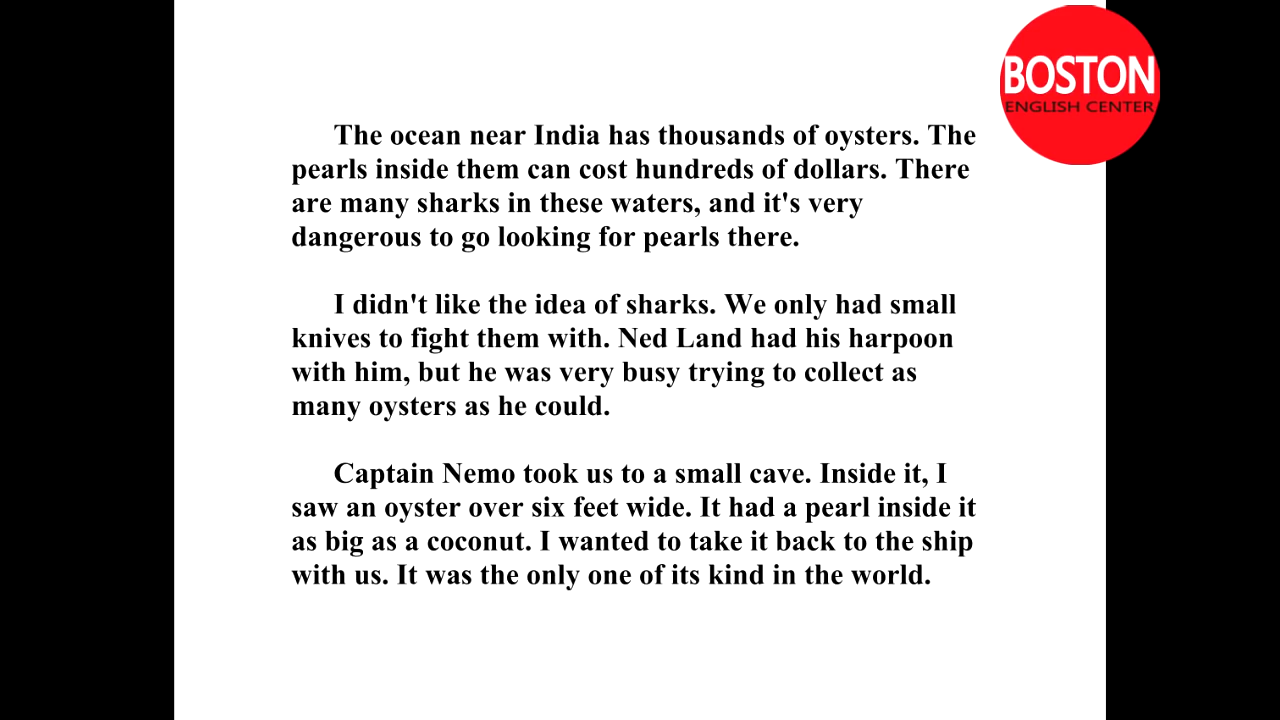 BOSTON
ENGLISH CENTER
The ocean near India has thousands of oysters. The
pearls inside them can cost hundreds of dollars. There
are many sharks in these waters, and it's very
dangerous to go looking for pearls there.
I didn't like the idea of sharks. We only had small
knives to fight them with. Ned Land had his harpoon
with him, but he was very busy trying to collect as
many oysters as he could.
Captain Nemo took us to a small cave. Inside it, I
saw an oyster over six feet wide. It had a pearl inside it
as big as a coconut. I wanted to take it back to the ship
with us. It was the only one of its kind in the world.